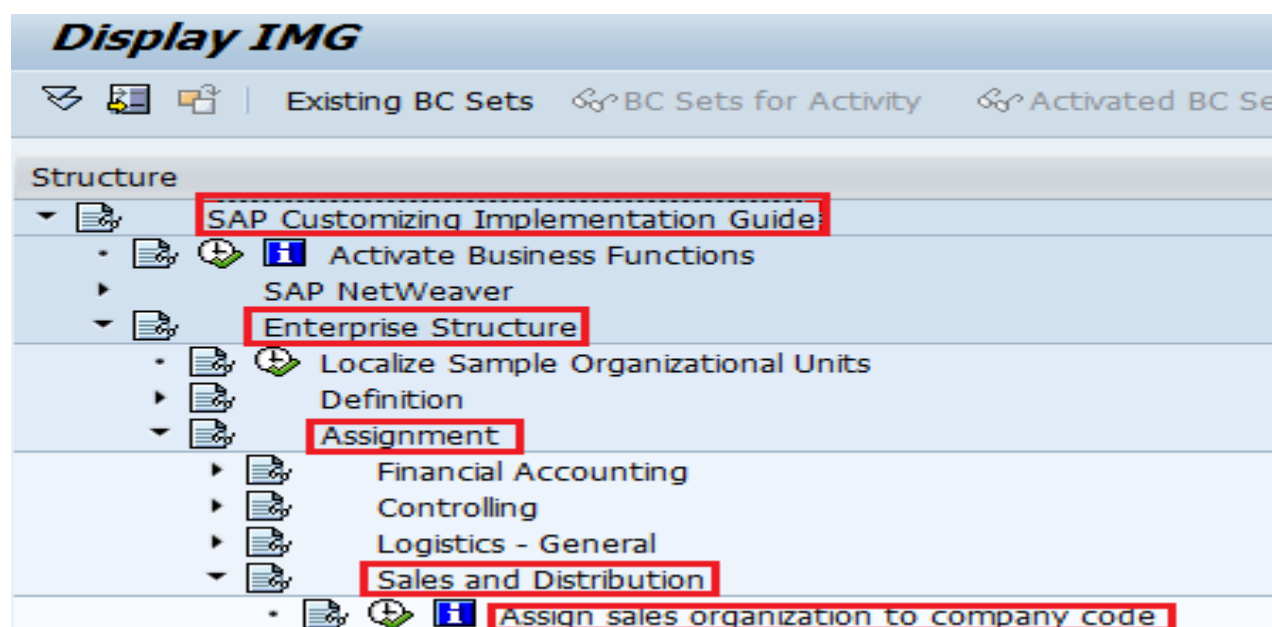 Display IMG
Existing BC Sets BC Sets for Activity Activated BC Se
Structure
SAP Customizing Implementation Guide
Activate Business Functions
SAP NetWeaver
Enterprise Structure
Localize Sample Organizational Units
Definition
Assignment
Financial Accounting
Controlling
Logistics - General
Sales and Distribution
Assign sales organization to company code